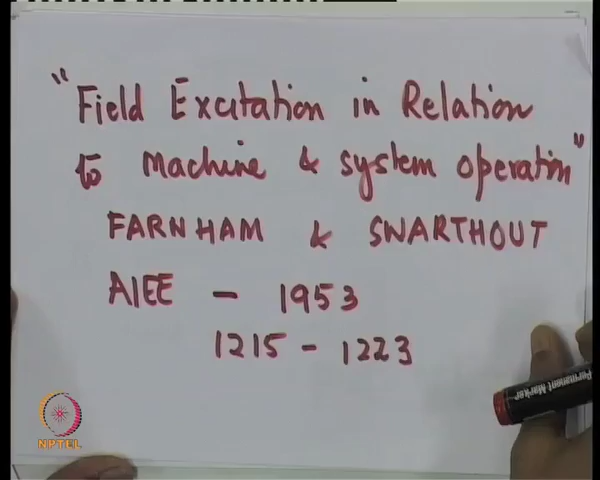 "Field Excitation in Relation
to Machine & system operation"
FARNHAM & SWARTHOUT
AIEE - 1953
1215 - 1223
Permanent Marker
NPTEL